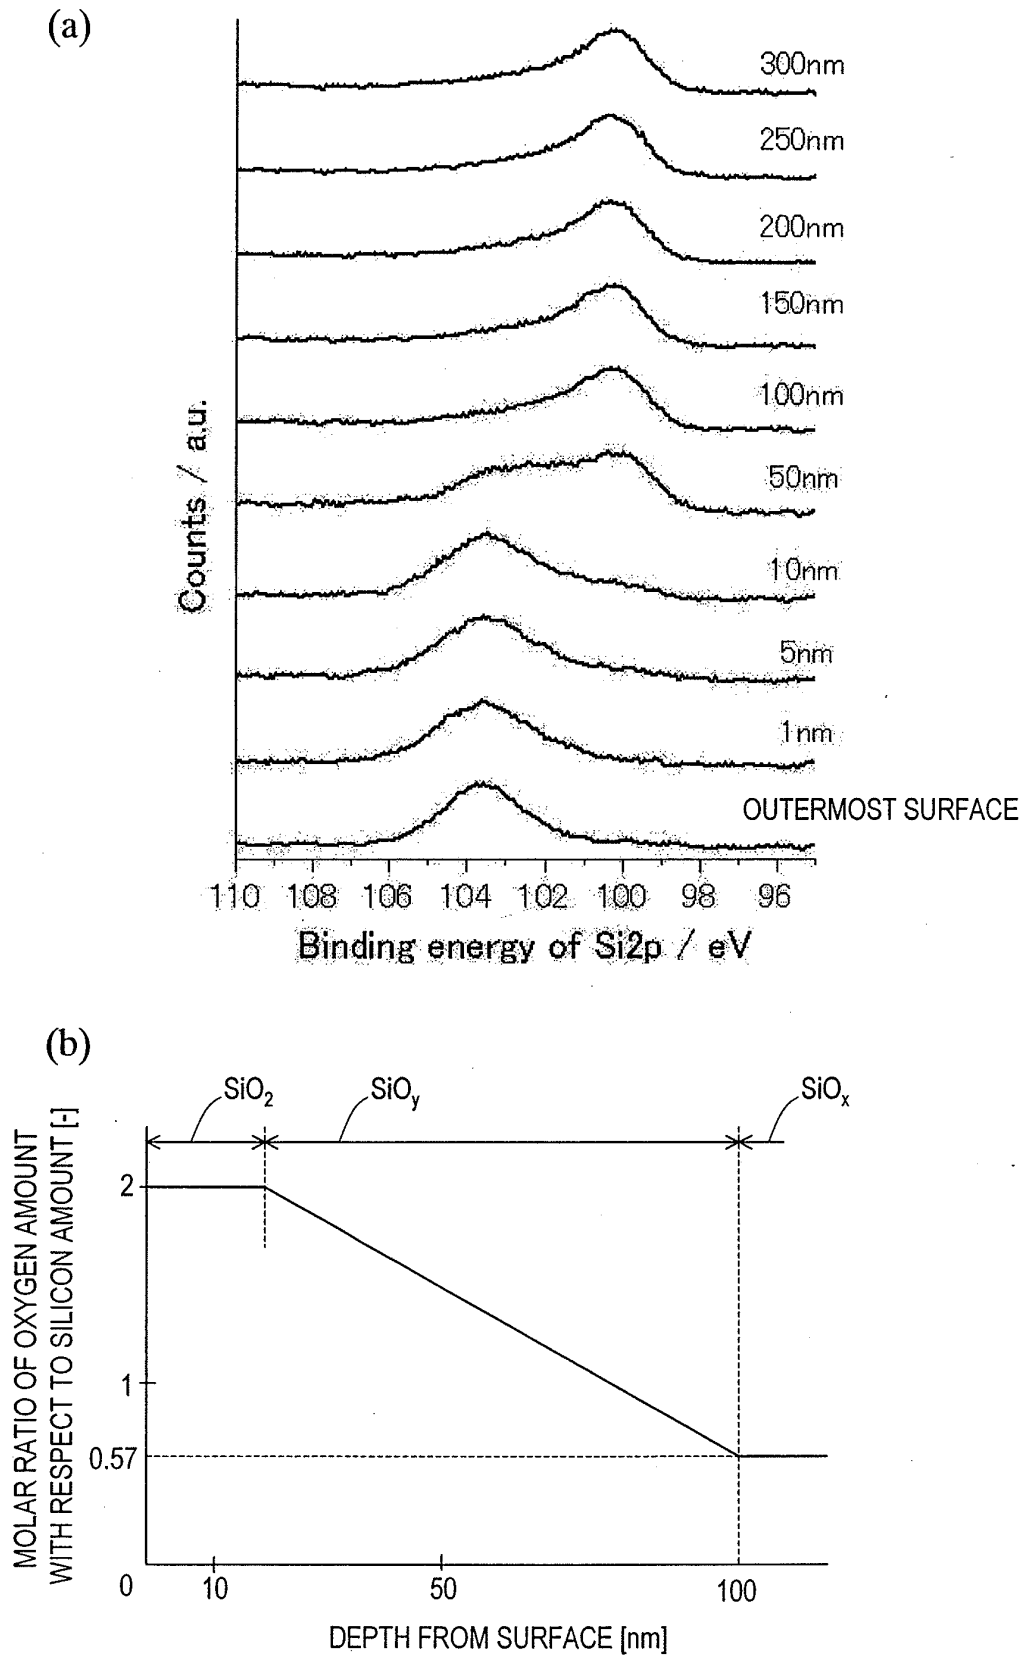 (a)
300nm
250nm
200nm
150nm
100nm
50nm
10nm
5nm
1nm
OUTERMOST SURFACE
Counts / a.u.
110 108 106 104 102 100 98 96
Binding energy of Si2p / eV
(b)
SiO₂ SiOy SiOx
MOLAR RATIO OF OXYGEN AMOUNT
WITH RESPECT TO SILICON AMOUNT [-]
2
1
0.57
0 10 50 100
DEPTH FROM SURFACE [nm]